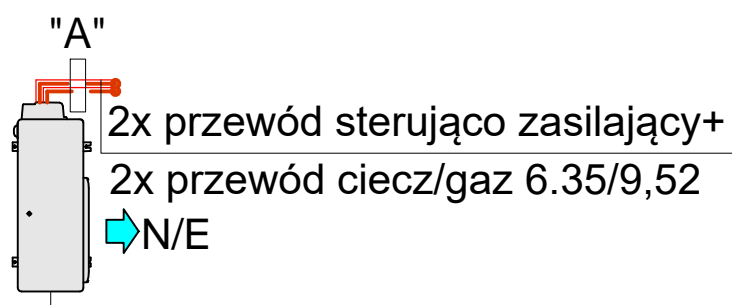 "A"
2x przewód sterująco zasilający+
2x przewód ciecz/gaz 6.35/9,52
N/E